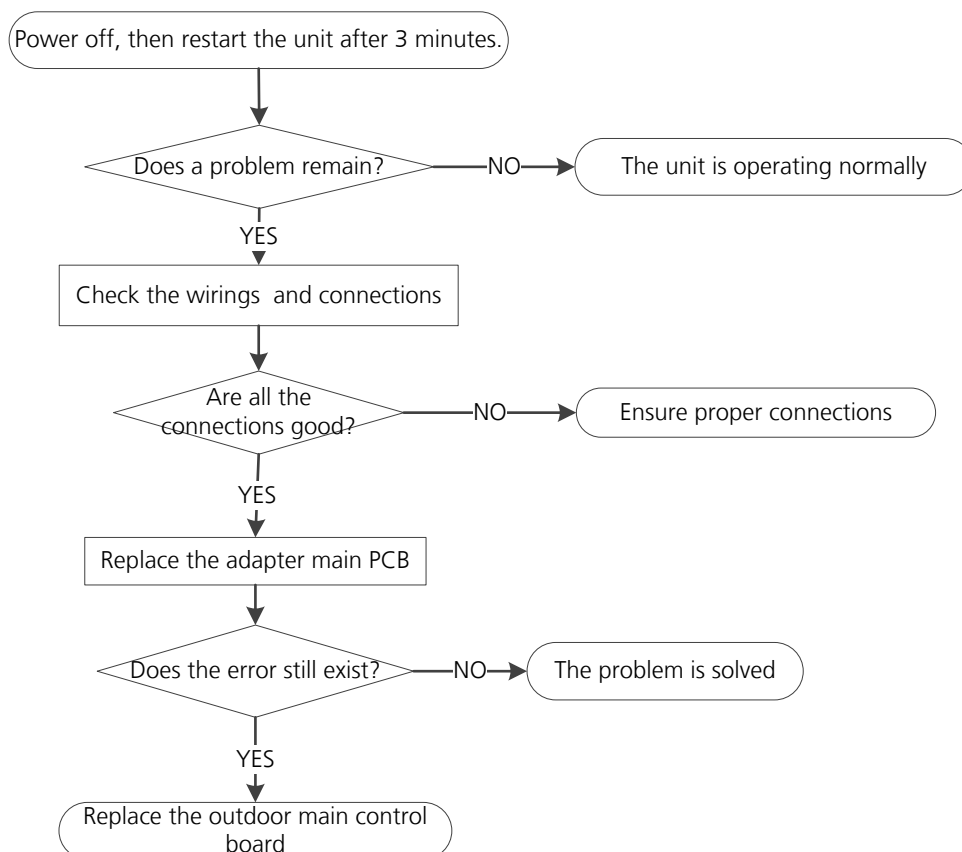 Power off, then restart the unit after 3 minutes.
Does a problem remain?
NO
The unit is operating normally
YES
Check the wirings  and connections
Are all the
connections good?
NO
Ensure proper connections
YES
Replace the adapter main PCB
Does the error still exist?
NO
The problem is solved
YES
Replace the outdoor main control
board